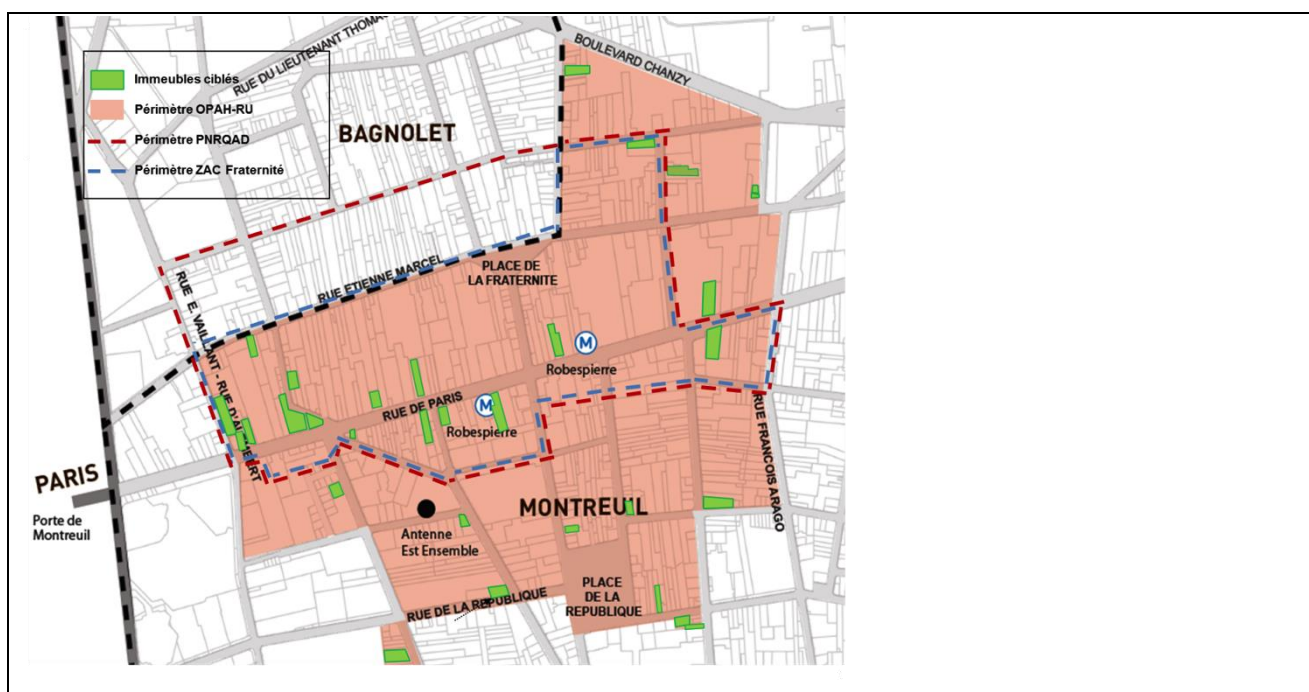 RUE DU LIEUTENANT THOMAS
BOULEVARD CHANZY
Immeubles ciblés
Périmètre OPAH-RU
Périmètre PNRQAD
Périmètre ZAC Fraternité
BAGNOLET
RUE ETIENNE MARCEL
PLACE DE
LA FRATERNITE
RUE E. VAILLANT - RUE D'ALEMBERT
M
Robespierre
RUE DE PARIS
M
Robespierre
RUE FRANCOIS ARAGO
PARIS
Porte de
Montreuil
MONTREUIL
Antenne
Est Ensemble
PLACE
DE LA
REPUBLIQUE
RUE DE LA REPUBLIQUE